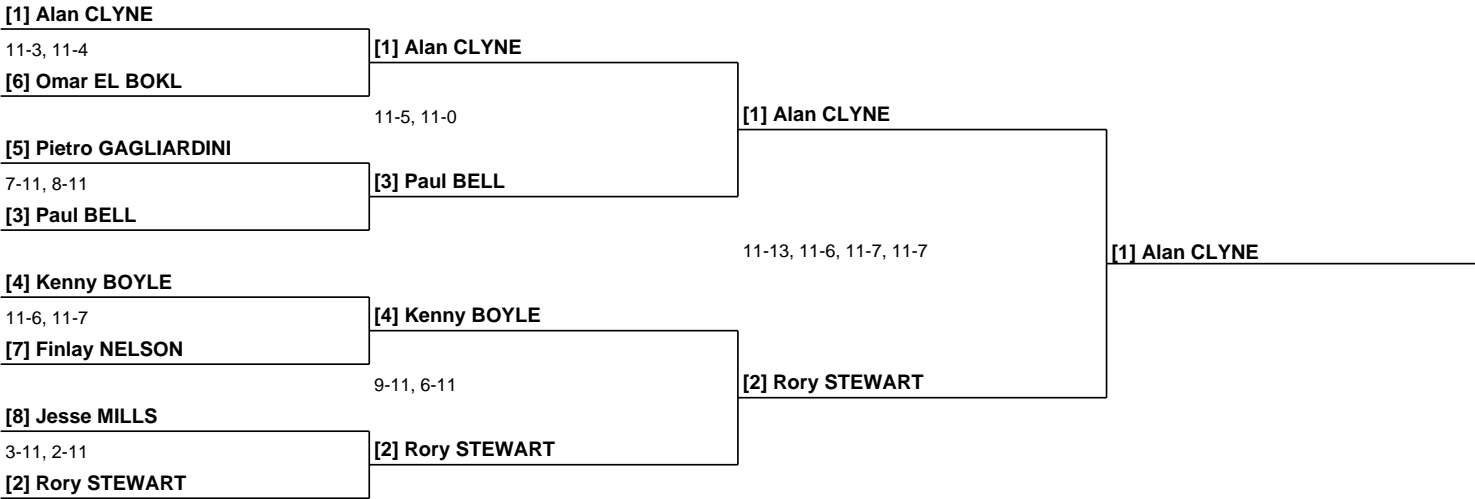 [1] Alan CLYNE
11-3, 11-4
[6] Omar EL BOKL
[5] Pietro GAGLIARDINI
7-11, 8-11
[3] Paul BELL
[4] Kenny BOYLE
11-6, 11-7
[7] Finlay NELSON
[8] Jesse MILLS
3-11, 2-11
[2] Rory STEWART
[1] Alan CLYNE
11-5, 11-0
[3] Paul BELL
[4] Kenny BOYLE
9-11, 6-11
[2] Rory STEWART
[1] Alan CLYNE
11-13, 11-6, 11-7, 11-7
[2] Rory STEWART
[1] Alan CLYNE